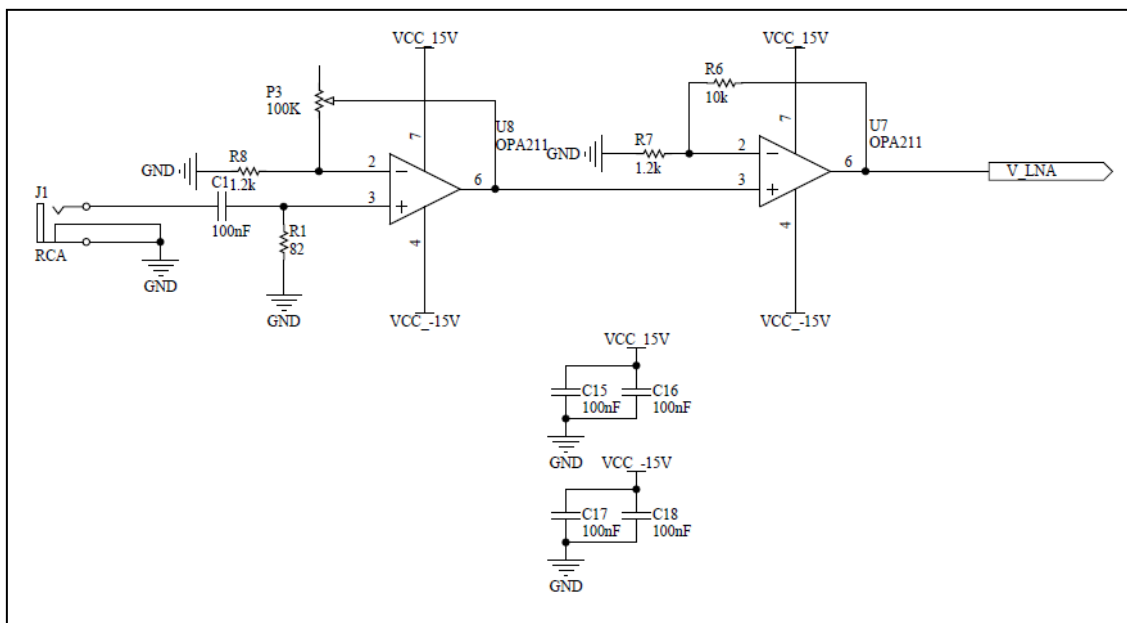 VCC_15V
VCC_15V
P3
100K
R6
10k
7
7
U8
OPA211
U7
OPA211
GND
R8
1.2k
2
GND
R7
1.2k
2
6
6
V_LNA
J1
C1
100nF
3
3
R1
82
4
4
RCA
GND
GND
VCC_-15V
VCC_-15V
VCC_15V
C15
100nF
C16
100nF
GND
VCC_-15V
C17
100nF
C18
100nF
GND